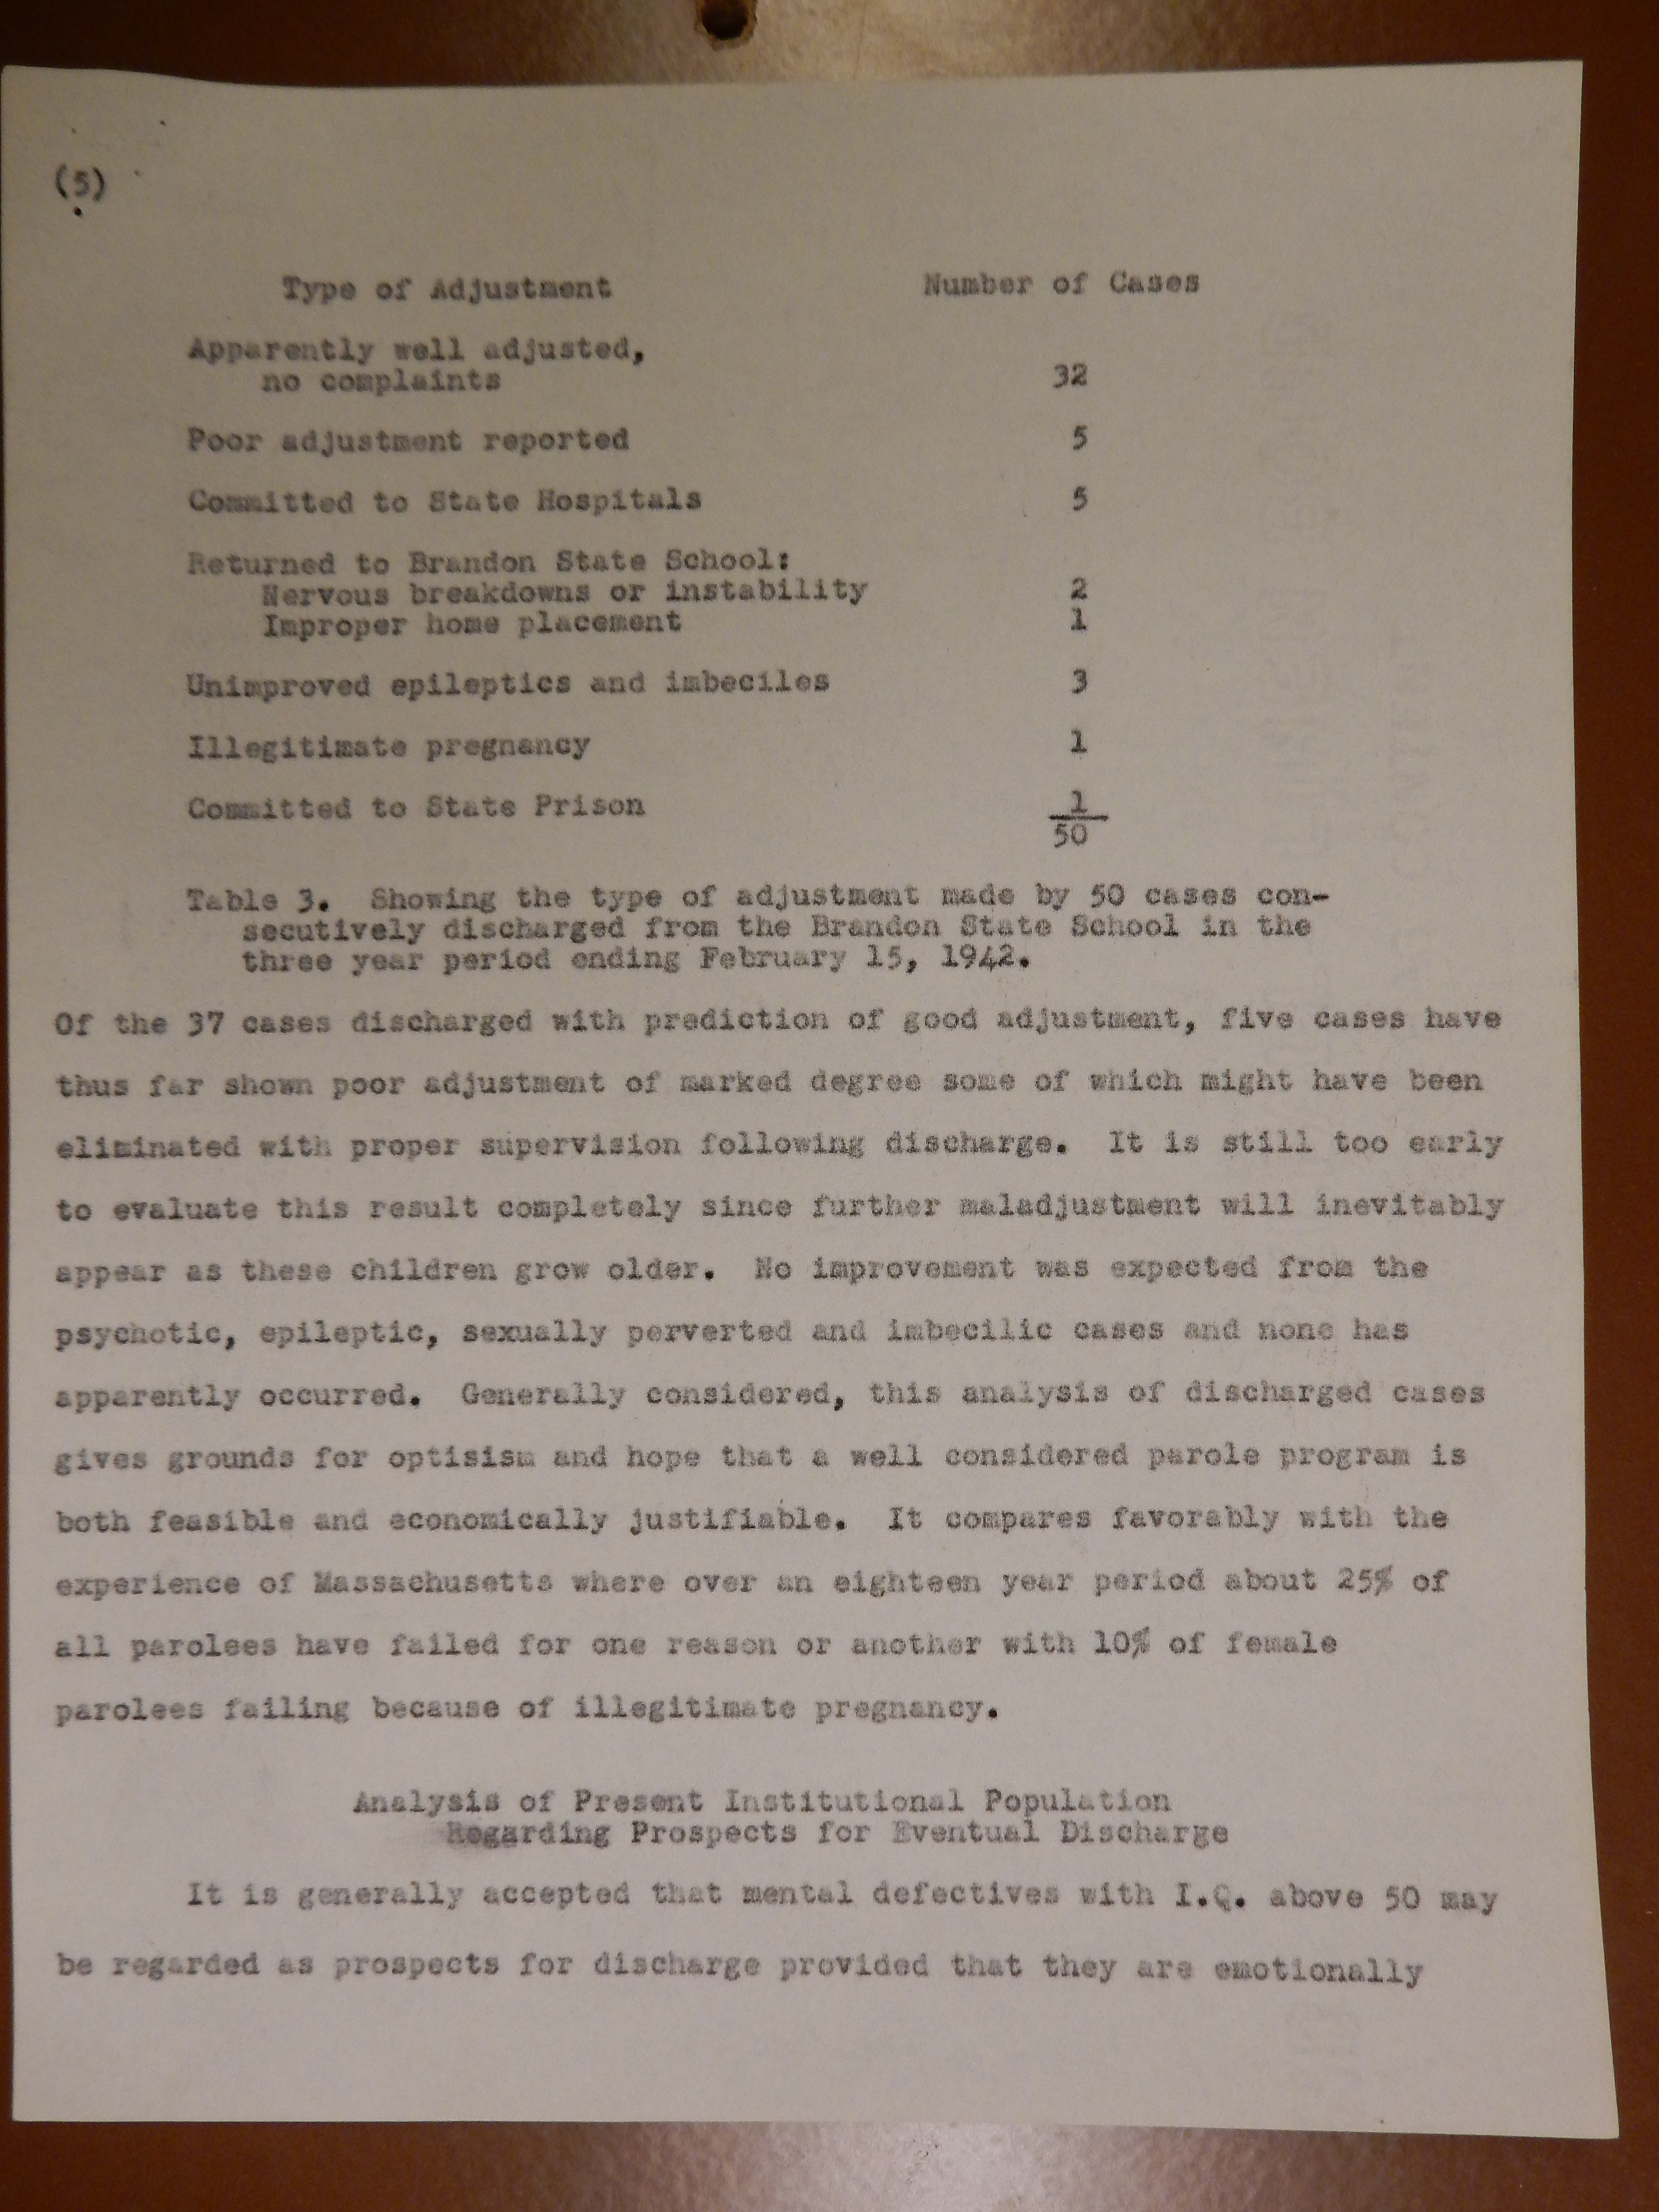 (5)
Type of Adjustment Number of Cases
Apparently well adjusted,
no complaints 32
Poor adjustment reported 5
Committed to State Hospitals 5
Returned to Brandon State School:
Nervous breakdowns or instability 2
Improper home placement 1
Unimproved epileptics and imbeciles 3
Illegitimate pregnancy 1
Committed to State Prison 1
50
Table 3. Showing the type of adjustment made by 50 cases con-
secutively discharged from the Brandon State School in the
three year period ending February 15, 1942.
Of the 37 cases discharged with prediction of good adjustment, five cases have
thus far shown poor adjustment of marked degree some of which might have been
eliminated with proper supervision following discharge. It is still too early
to evaluate this result completely since further maladjustment will inevitably
appear as these children grow older. No improvement was expected from the
psychotic, epileptic, sexually perverted and imbecilic cases and none has
apparently occurred. Generally considered, this analysis of discharged cases
gives grounds for optisism and hope that a well considered parole program is
both feasible and economically justifiable. It compares favorably with the
experience of Massachusetts where over an eighteen year period about 25% of
all parolees have failed for one reason or another with 10% of female
parolees failing because of illegitimate pregnancy.
Analysis of Present Institutional Population
Regarding Prospects for Eventual Discharge
It is generally accepted that mental defectives with I.Q. above 50 may
be regarded as prospects for discharge provided that they are emotionally